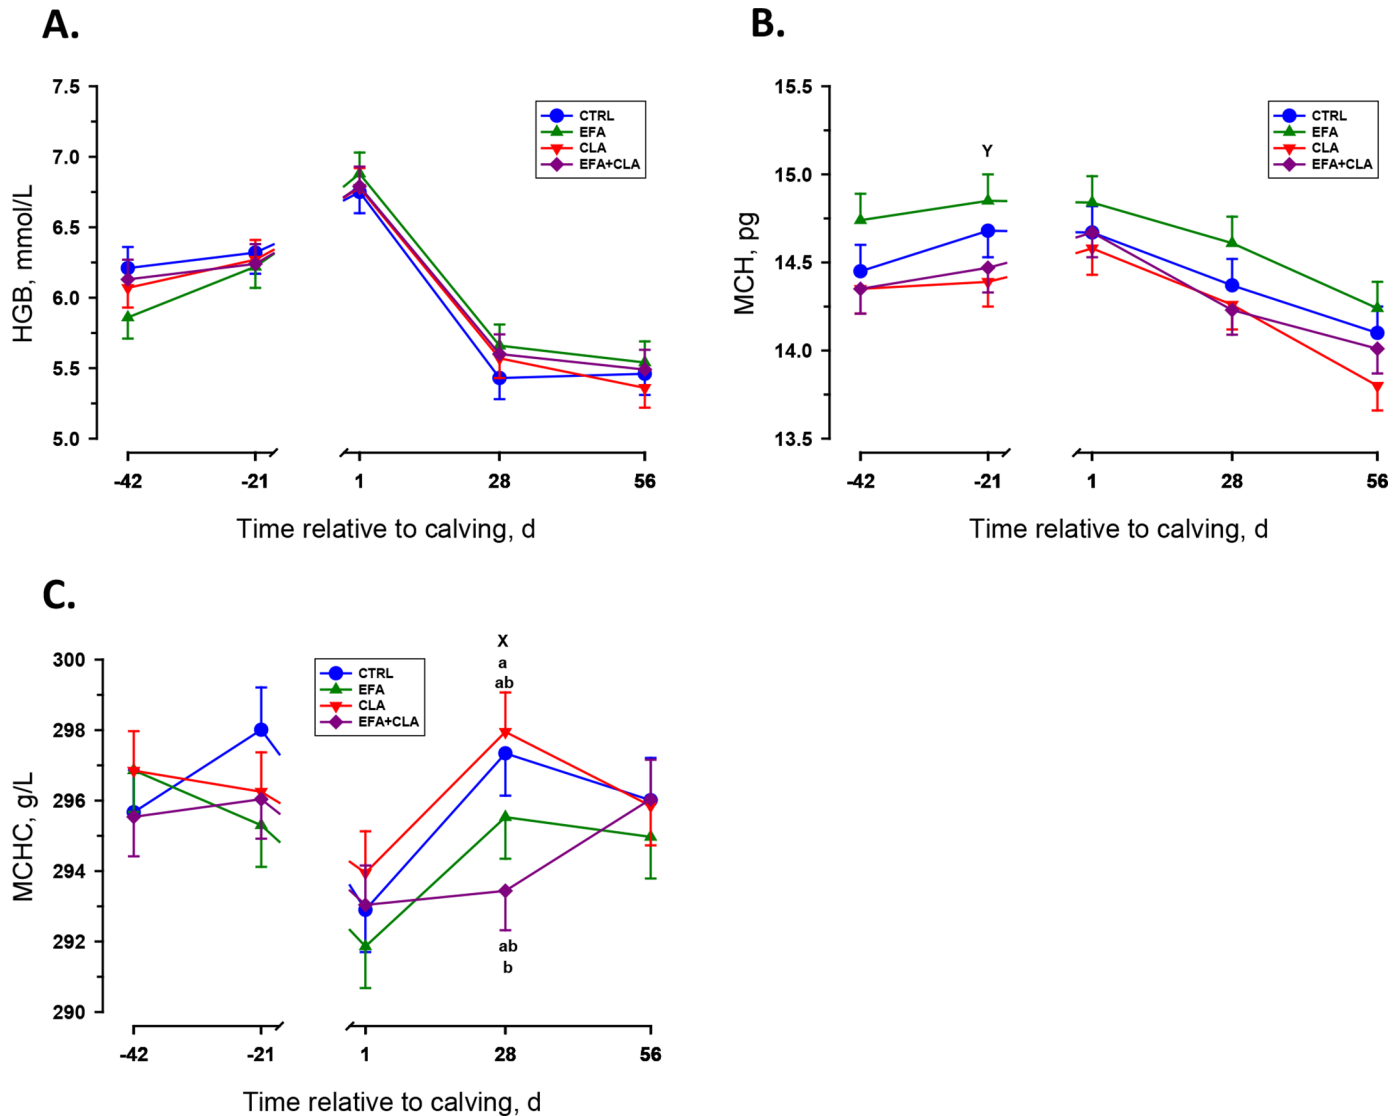 A.
HGB, mmol/L
7.5
7.0
6.5
6.0
5.5
5.0
CTRL
EFA
CLA
EFA+CLA
-42 -21 1 28 56
Time relative to calving, d
B.
MCH, pg
15.5
15.0
14.5
14.0
13.5
Y
CTRL
EFA
CLA
EFA+CLA
-42 -21 1 28 56
Time relative to calving, d
C.
MCHC, g/L
300
298
296
294
292
290
CTRL
EFA
CLA
EFA+CLA
X
a
ab
ab
b
-42 -21 1 28 56
Time relative to calving, d